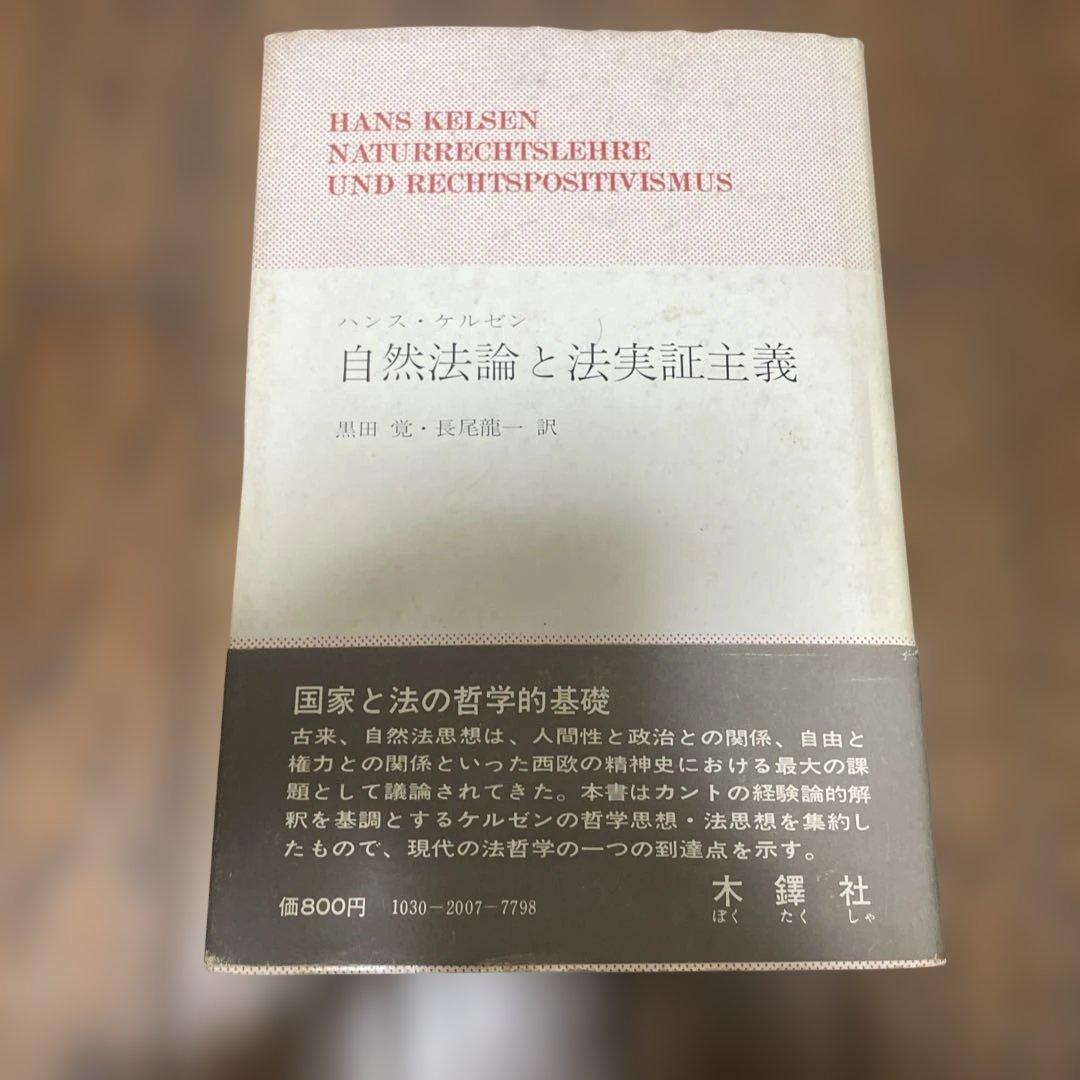 HANS KELSEN
NATURRECHTSLEHRE
UND RECHTSPOSITIVISMUS
ハンス・ケルゼン
自然法論と法実証主義
黒田 覚・長尾龍一 訳
国家と法の哲学的基礎
古来、自然法思想は、人間性と政治との関係、自由と
権力との関係といった西欧の精神史における最大の課
題として議論されてきた。本書はカントの経験論的解
釈を基調とするケルゼンの哲学思想・法思想を集約し
たもので、現代の法哲学の一つの到達点を示す。
木鐸社
ぼく たく しゃ
価800円 1030-2007-7798